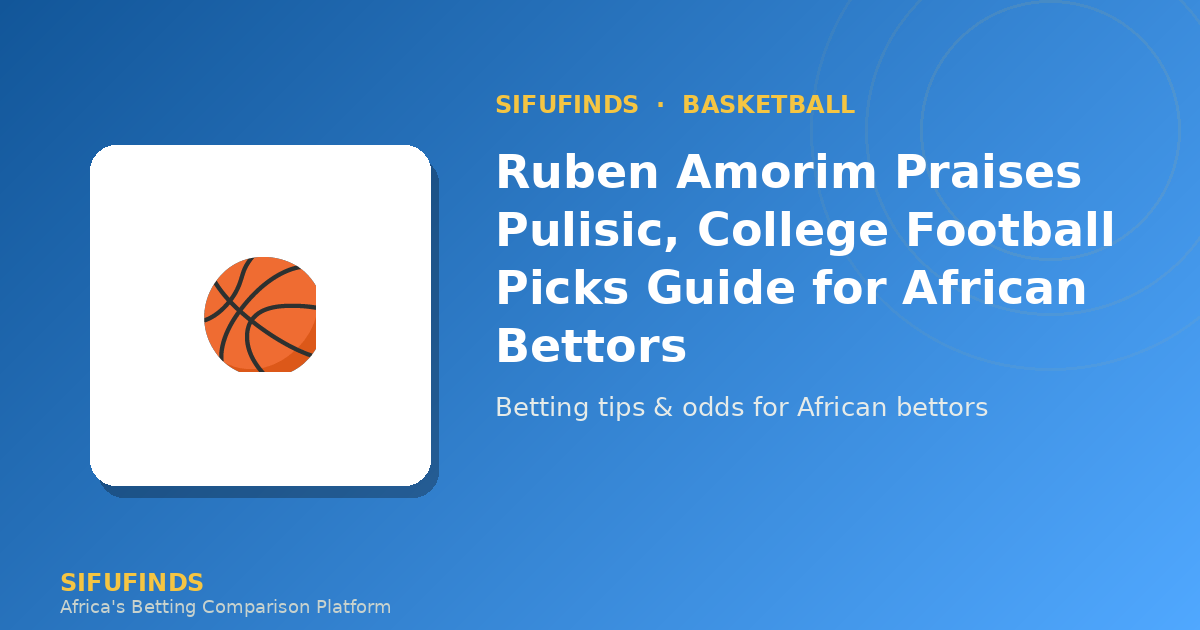 SIFUFINDS · BASKETBALL
Ruben Amorim Praises
Pulisic, College Football
Picks Guide for African
Bettors
Betting tips & odds for African bettors
SIFUFINDS
Africa's Betting Comparison Platform